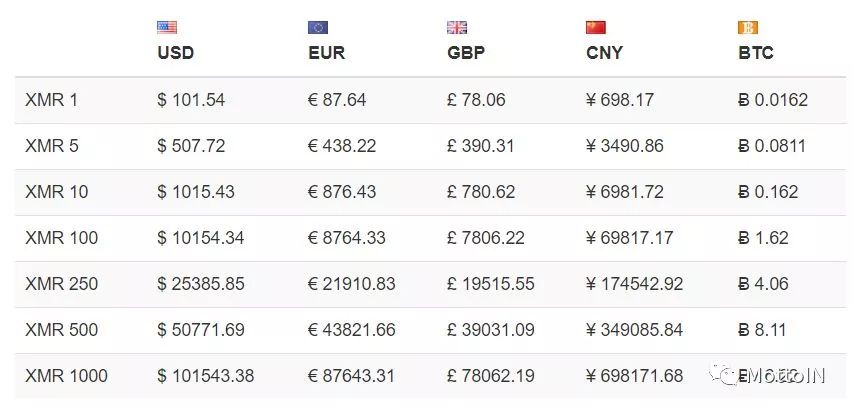 USD EUR GBP CNY BTC
XMR 1 $ 101.54 € 87.64 £ 78.06 ¥ 698.17 Ƀ 0.0162
XMR 5 $ 507.72 € 438.22 £ 390.31 ¥ 3490.86 Ƀ 0.0811
XMR 10 $ 1015.43 € 876.43 £ 780.62 ¥ 6981.72 Ƀ 0.162
XMR 100 $ 10154.34 € 8764.33 £ 7806.22 ¥ 69817.17 Ƀ 1.62
XMR 250 $ 25385.85 € 21910.83 £ 19515.55 ¥ 174542.92 Ƀ 4.06
XMR 500 $ 50771.69 € 43821.66 £ 39031.09 ¥ 349085.84 Ƀ 8.11
XMR 1000 $ 101543.38 € 87643.31 £ 78062.19 ¥ 698171.68
MottoIN